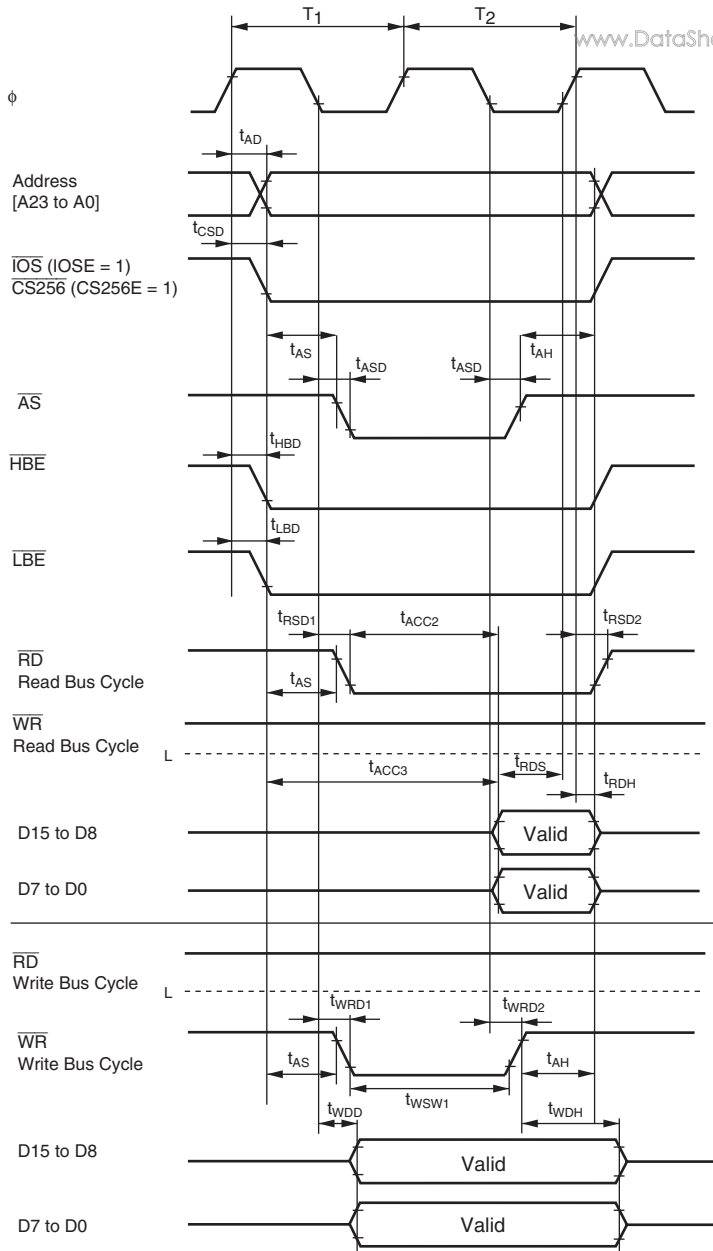 T1 T2
www.DataShe
φ
tAD
Address
[A23 to A0]
tCSD
IOS (IOSE = 1)
CS256 (CS256E = 1)
tAS tAH
tASD tASD
AS
tHBD
HBE
tLBD
LBE
tRSD1 tACC2 tRSD2
RD
Read Bus Cycle
tAS
WR
Read Bus Cycle
L
tACC3 tRDS
tRDH
D15 to D8 Valid
D7 to D0 Valid
RD
Write Bus Cycle
L
tWRD1 tWRD2
WR
Write Bus Cycle
tAS tAH
tWSW1
tWDD tWDH
D15 to D8 Valid
D7 to D0 Valid